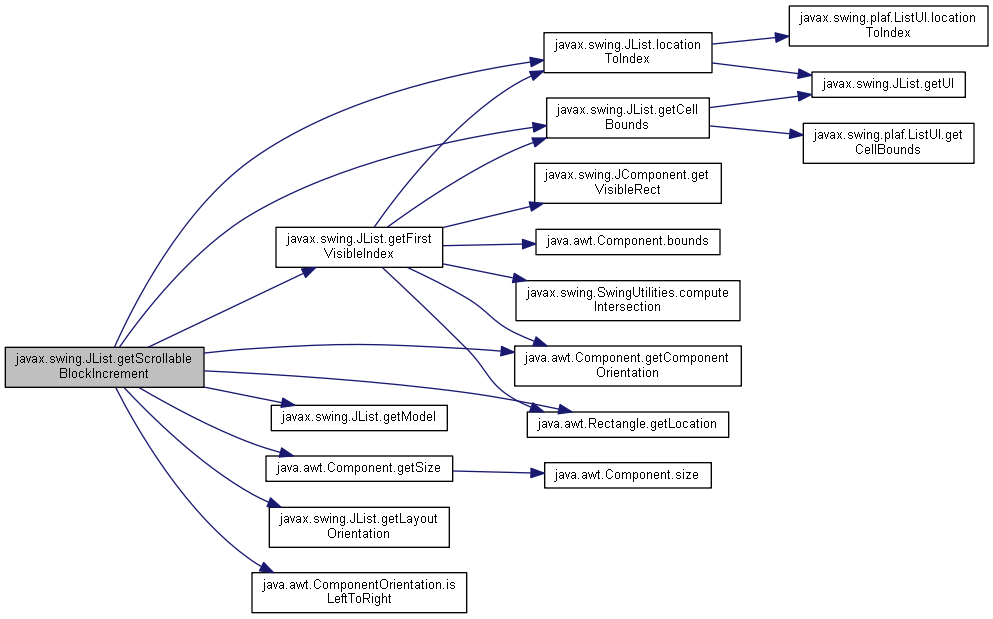 javax.swing.plaf.ListUI.location
ToIndex
javax.swing.JList.location
ToIndex
javax.swing.JList.getUI
javax.swing.JList.getCell
Bounds
javax.swing.plaf.ListUI.get
CellBounds
javax.swing.JComponent.get
VisibleRect
javax.swing.JList.getFirst
VisibleIndex
java.awt.Component.bounds
javax.swing.SwingUtilities.compute
Intersection
javax.swing.JList.getScrollable
BlockIncrement
java.awt.Component.getComponent
Orientation
javax.swing.JList.getModel
java.awt.Rectangle.getLocation
java.awt.Component.getSize
java.awt.Component.size
javax.swing.JList.getLayout
Orientation
java.awt.ComponentOrientation.is
LeftToRight